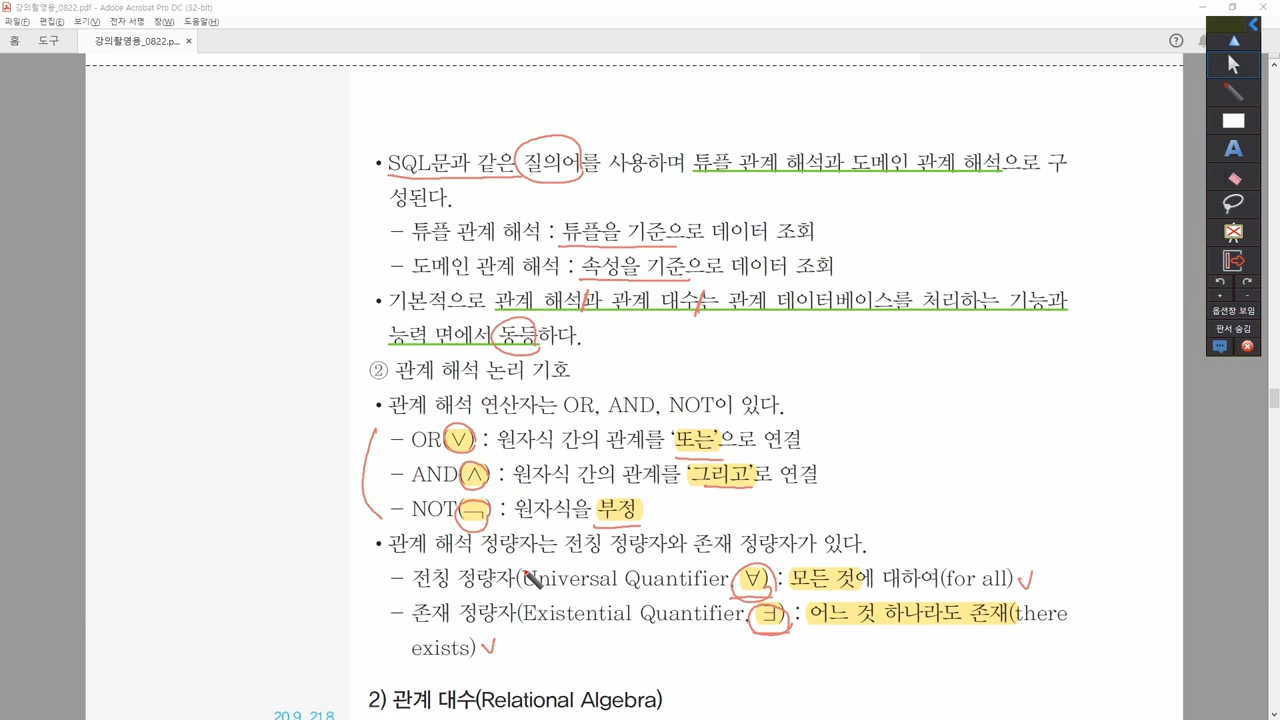 강의촬영용_0822.pdf - Adobe Acrobat Pro DC (32-bit)
파일(F) 편집(E) 보기(V) 전자 서명 창(W) 도움말(H)
홈 도구 강의촬영용_0822.p... ×
• SQL문과 같은 질의어를 사용하며 튜플 관계 해석과 도메인 관계 해석으로 구
성된다.
– 튜플 관계 해석 : 튜플을 기준으로 데이터 조회
– 도메인 관계 해석 : 속성을 기준으로 데이터 조회
• 기본적으로 관계 해석과 관계 대수는 관계 데이터베이스를 처리하는 기능과
능력 면에서 동등하다.
② 관계 해석 논리 기호
• 관계 해석 연산자는 OR, AND, NOT이 있다.
– OR(∨) : 원자식 간의 관계를 ‘또는’으로 연결
– AND(∧) : 원자식 간의 관계를 ‘그리고’로 연결
– NOT(￢) : 원자식을 부정
• 관계 해석 정량자는 전칭 정량자와 존재 정량자가 있다.
– 전칭 정량자(Universal Quantifier, ∀) : 모든 것에 대하여(for all)
– 존재 정량자(Existential Quantifier, ∃) : 어느 것 하나라도 존재(there
exists)
2) 관계 대수(Relational Algebra)
20.9, 21.8
옵션창 보임
판서 숨김